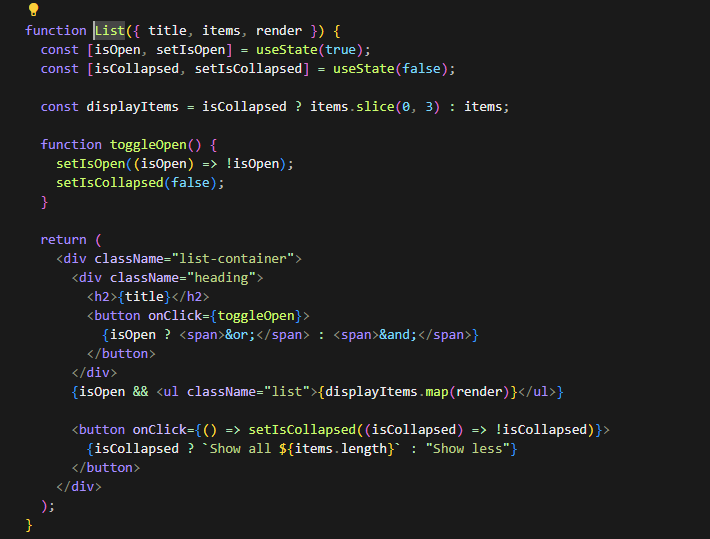 function List({ title, items, render }) {
  const [isOpen, setIsOpen] = useState(true);
  const [isCollapsed, setIsCollapsed] = useState(false);

  const displayItems = isCollapsed ? items.slice(0, 3) : items;

  function toggleOpen() {
    setIsOpen((isOpen) => !isOpen);
    setIsCollapsed(false);
  }

  return (
    <div className="list-container">
      <div className="heading">
        <h2>{title}</h2>
        <button onClick={toggleOpen}>
          {isOpen ? <span>&or;</span> : <span>&and;</span>}
        </button>
      </div>
      {isOpen && <ul className="list">{displayItems.map(render)}</ul>}

      <button onClick={() => setIsCollapsed((isCollapsed) => !isCollapsed)}>
        {isCollapsed ? `Show all ${items.length}` : "Show less"}
      </button>
    </div>
  );
}